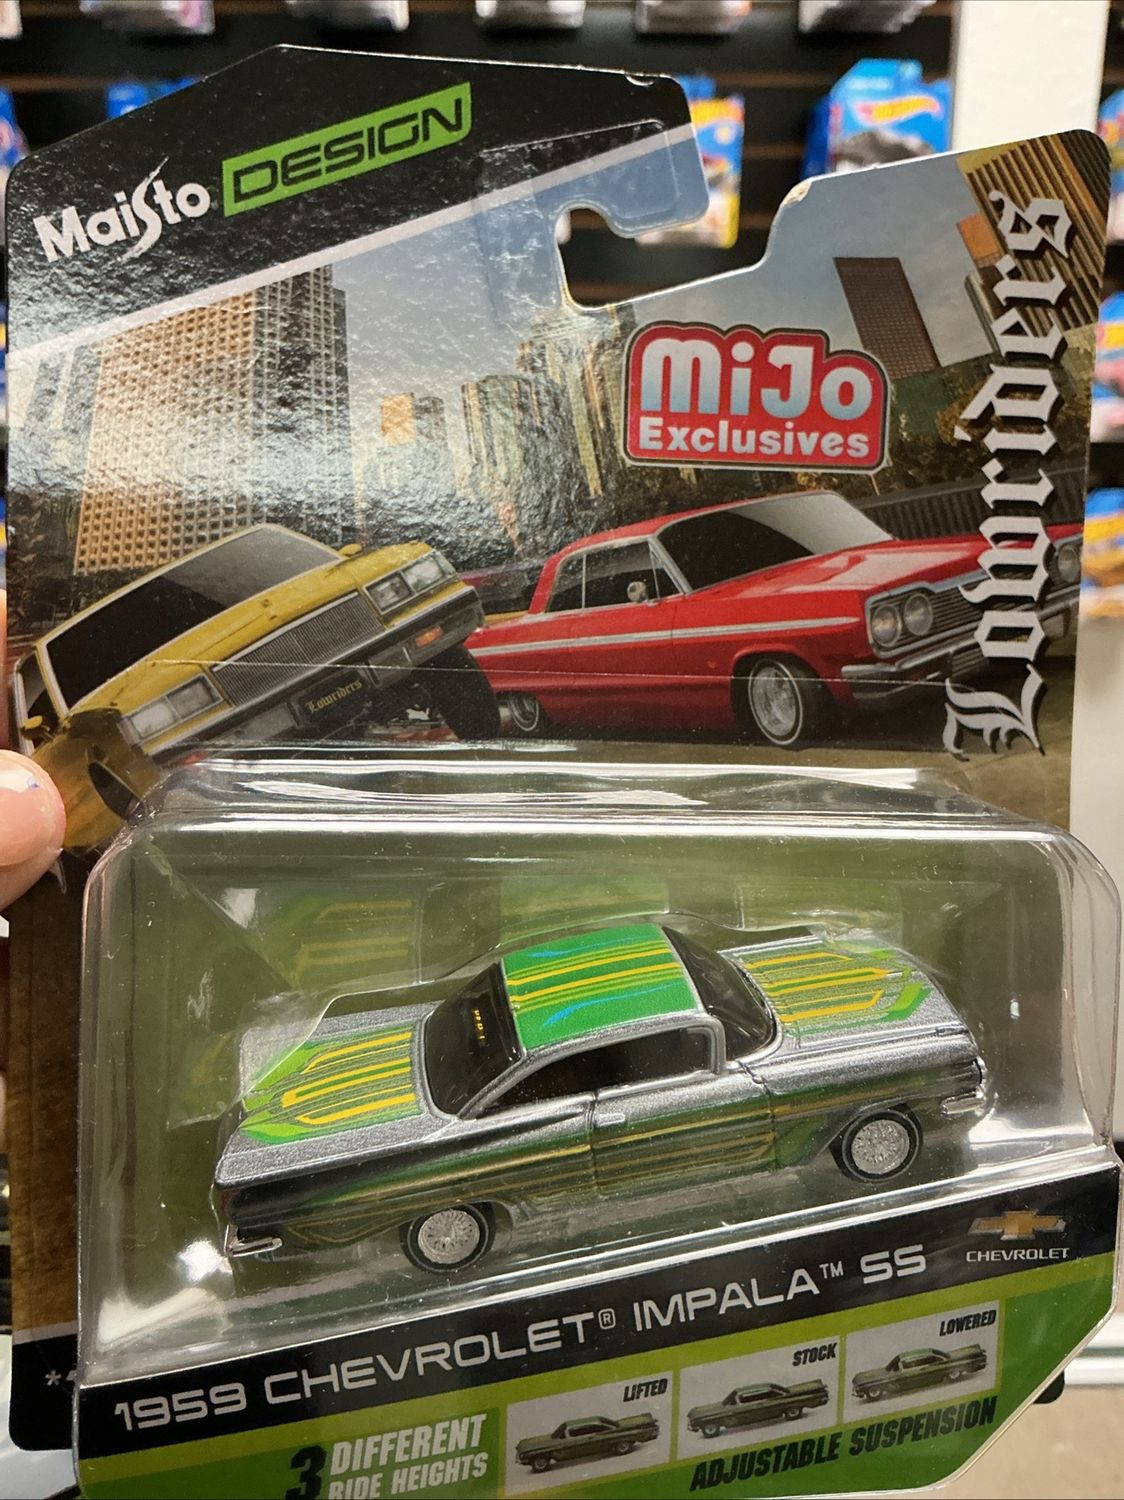 Maisto DESIGN
MiJo
Exclusives
Lowriders
Lowriders
CHEVROLET
1959 CHEVROLET® IMPALA™ SS
LIFTED
STOCK
LOWERED
3 DIFFERENT
RIDE HEIGHTS
ADJUSTABLE SUSPENSION